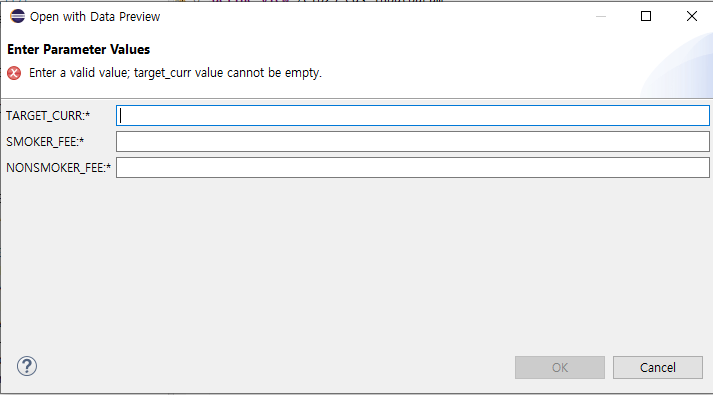 Open with Data Preview
Enter Parameter Values
Enter a valid value; target_curr value cannot be empty.
TARGET_CURR:*
SMOKER_FEE:*
NONSMOKER_FEE:*
?
OK
Cancel